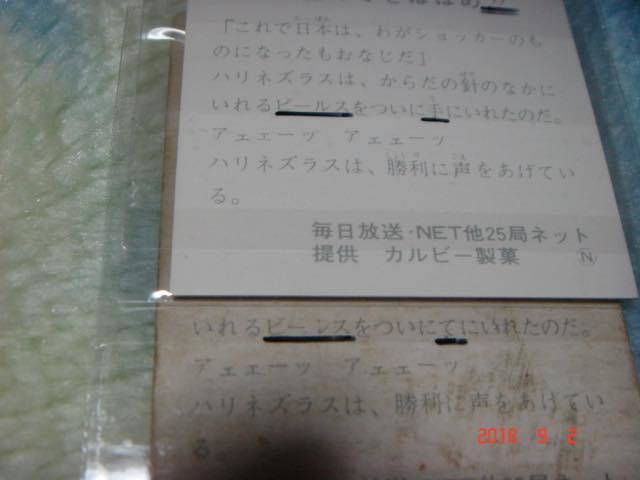 「これで日本は、わがショッカーのも
のになったもおなじだ」
ハリネズラスは、からだの針のなかに
いれるビールスをついに手にいれたのだ。
アェェーッ アェェーッ
ハリネズラスは、勝利に声をあげてい
る。
毎日放送・NET他25局ネット
提供 カルビー製菓 Ⓝ
いれるビールスをついにてにいれたのだ。
アェェーッ アェェーッ
ハリネズラスは、勝利に声をあげてい
る
2018. 9. 2